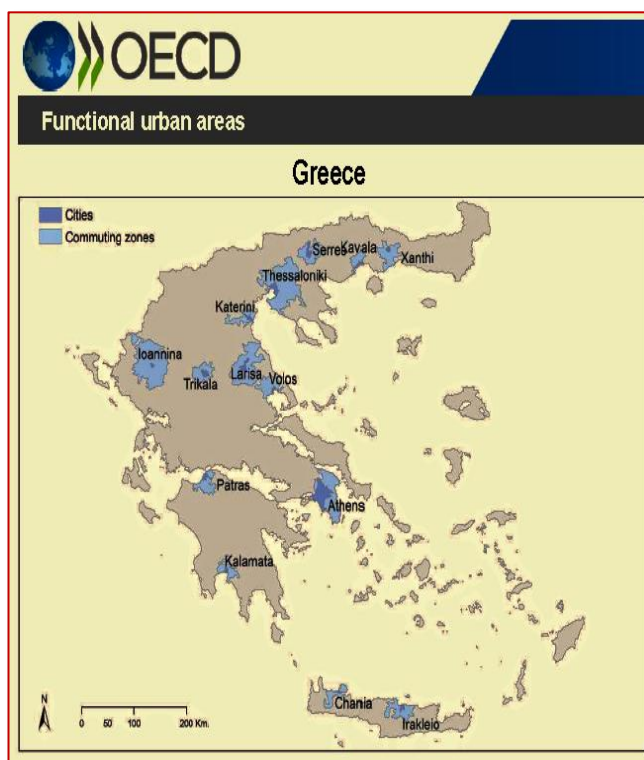 OECD
Functional urban areas
Greece
Cities
Commuting zones
Serres
Kavala
Xanthi
Thessaloniki
Katerini
Ioannina
Trikala
Larisa
Volos
Patras
Athens
Kalamata
Chania
Irakleio
N
0 50 100 200 Km.